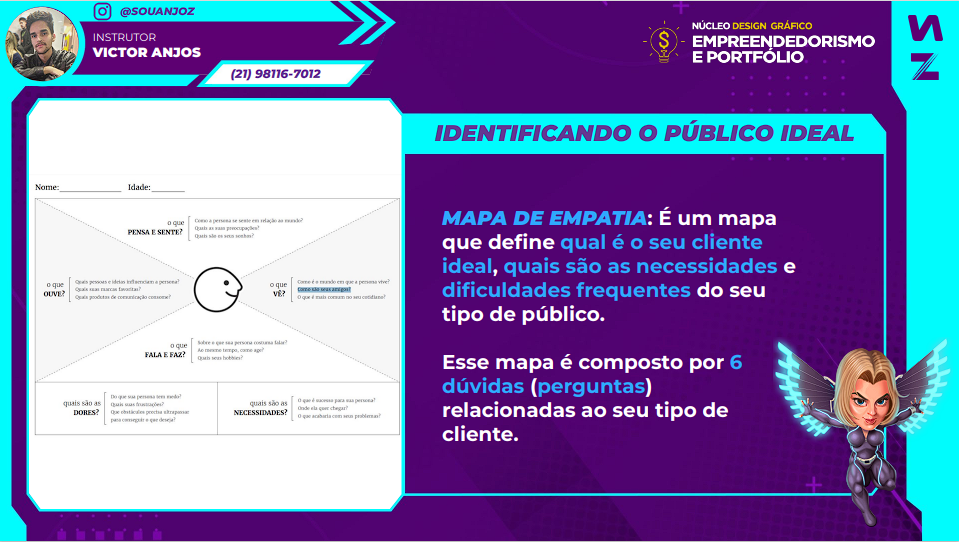 @SOUANJOZ
INSTRUTOR
VICTOR ANJOS
(21) 98116-7012
NÚCLEO DESIGN GRÁFICO
EMPREENDEDORISMO
E PORTFÓLIO
IDENTIFICANDO O PÚBLICO IDEAL
Nome:_______________ Idade:________
o que
PENSA E SENTE?
Como a persona se sente em relação ao mundo?
Quais as suas preocupações?
Quais são os seus sonhos?
o que
OUVE?
Quais pessoas e ideias influenciam a persona?
Quais suas marcas favoritas?
Quais produtos de comunicação consome?
o que
VÊ?
Como é o mundo em que a persona vive?
Como são seus amigos?
O que é mais comum no seu cotidiano?
o que
FALA E FAZ?
Sobre o que sua persona costuma falar?
Ao mesmo tempo, como age?
Quais seus hobbies?
quais são as
DORES?
Do que sua persona tem medo?
Quais suas frustrações?
Que obstáculos precisa ultrapassar
para conseguir o que deseja?
quais são as
NECESSIDADES?
O que é sucesso para sua persona?
Onde ela quer chegar?
O que acabaria com seus problemas?
MAPA DE EMPATIA: É um mapa
que define qual é o seu cliente
ideal, quais são as necessidades e
dificuldades frequentes do seu
tipo de público.
Esse mapa é composto por 6
dúvidas (perguntas)
relacionadas ao seu tipo de
cliente.